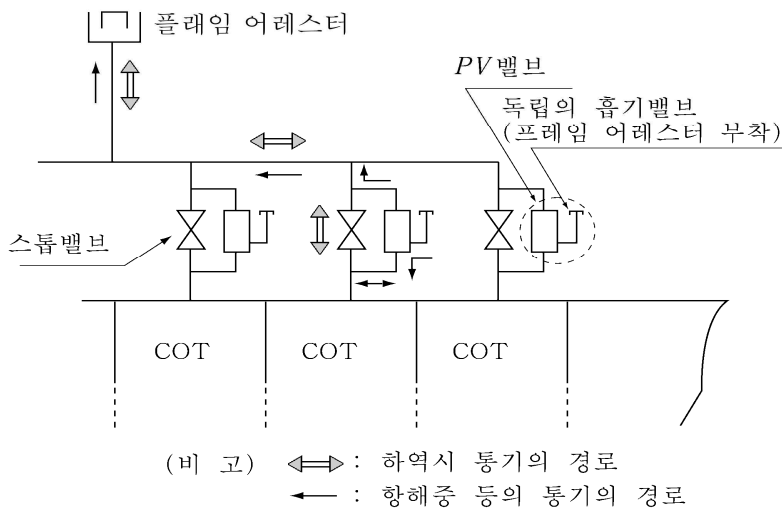 플래임 어레스터
PV밸브
독립의 흡기밸브
(프레임 어레스터 부착)
스톱밸브
COT
COT
COT
(비 고)
: 하역시 통기의 경로
: 항해중 등의 통기의 경로